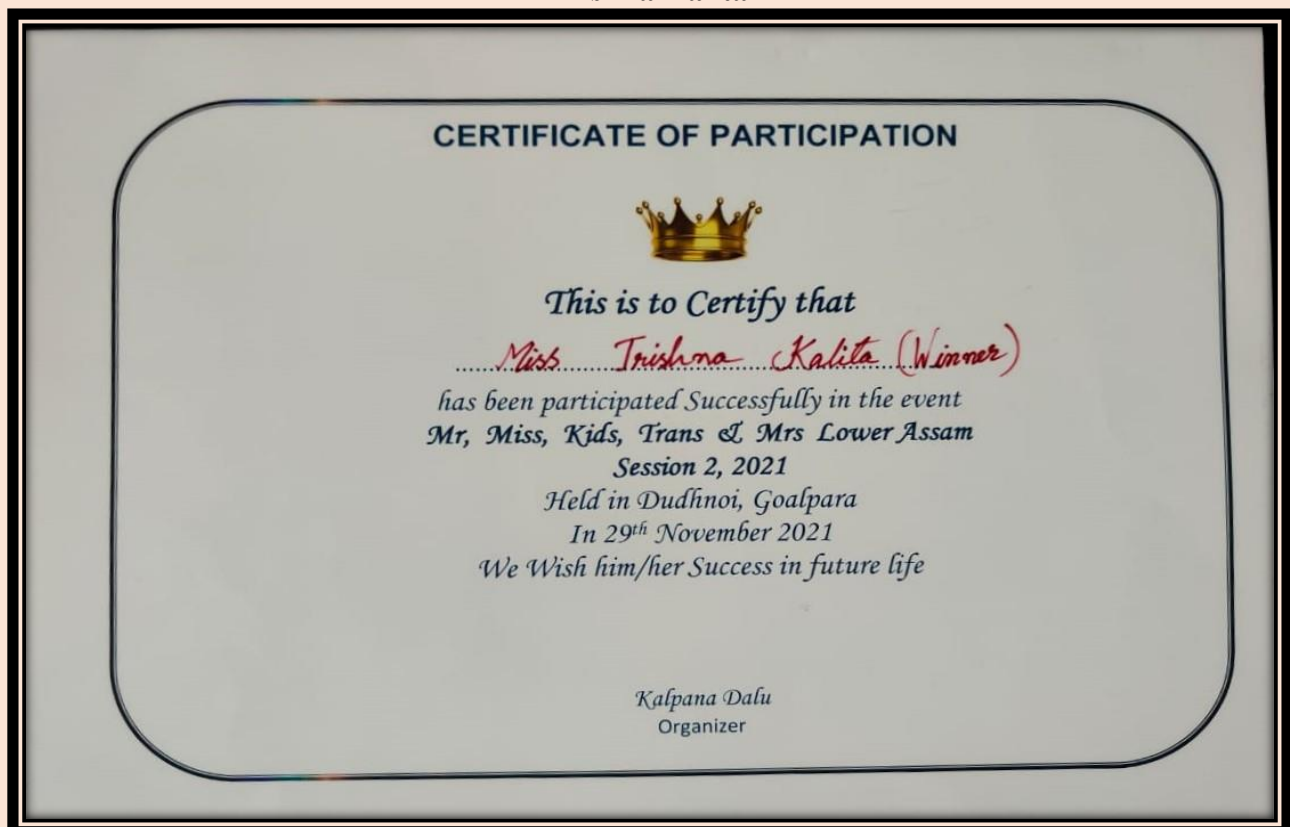 CERTIFICATE OF PARTICIPATION
This is to Certify that
Miss Trishna Kalita (Winner)
has been participated Successfully in the event
Mr, Miss, Kids, Trans & Mrs Lower Assam
Session 2, 2021
Held in Dudhnoi, Goalpara
In 29th November 2021
We Wish him/her Success in future life
Kalpana Dalu
Organizer